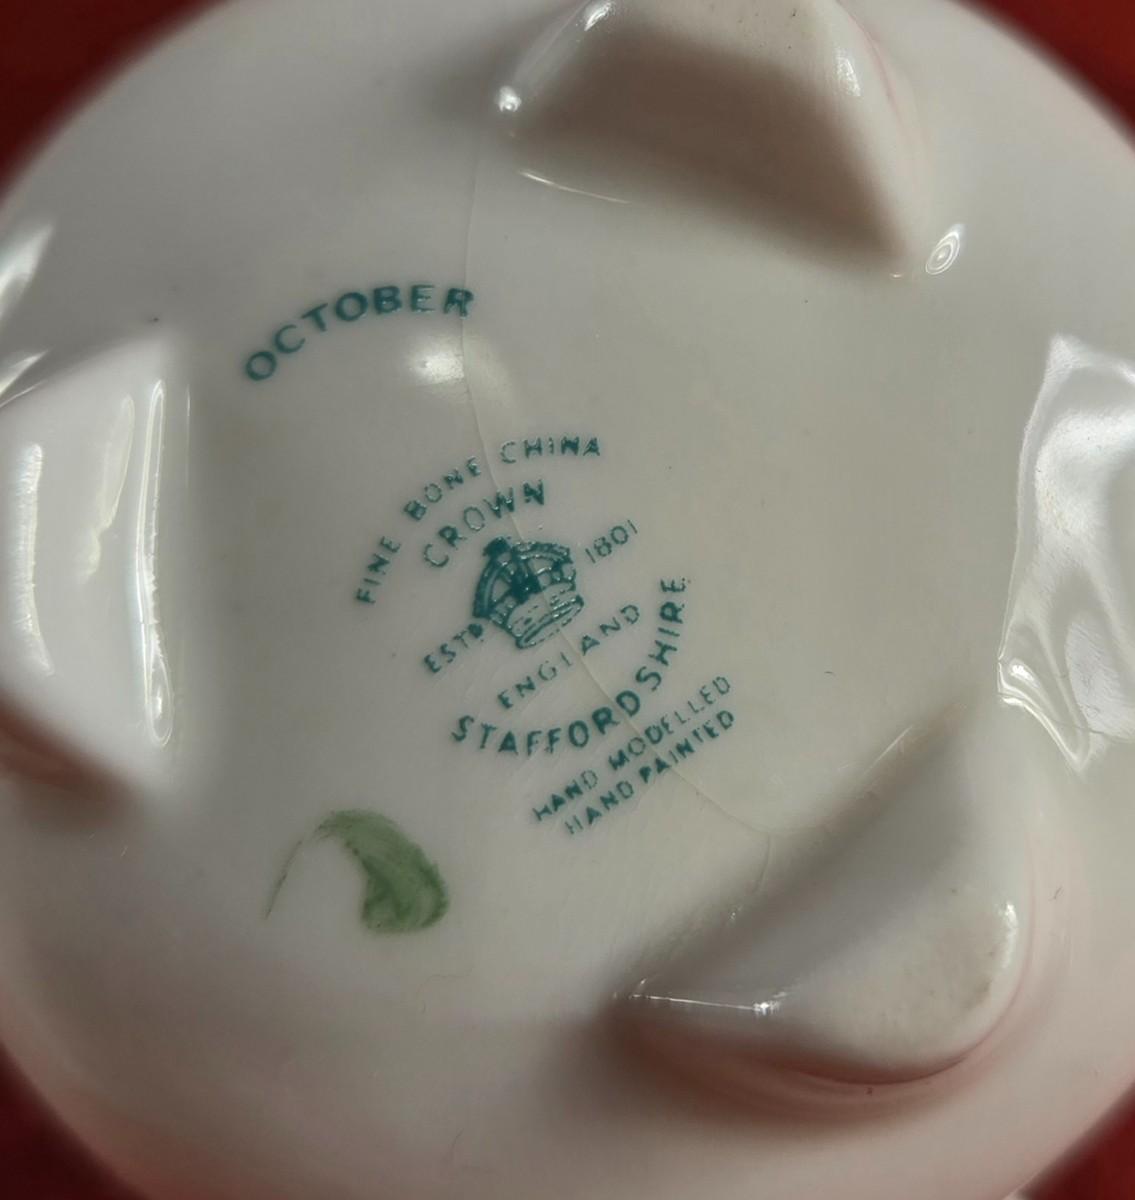 OCTOBER
FINE BONE CHINA
CROWN
ESTD 1801
ENGLAND
STAFFORDSHIRE
HAND MODELLED
HAND PAINTED